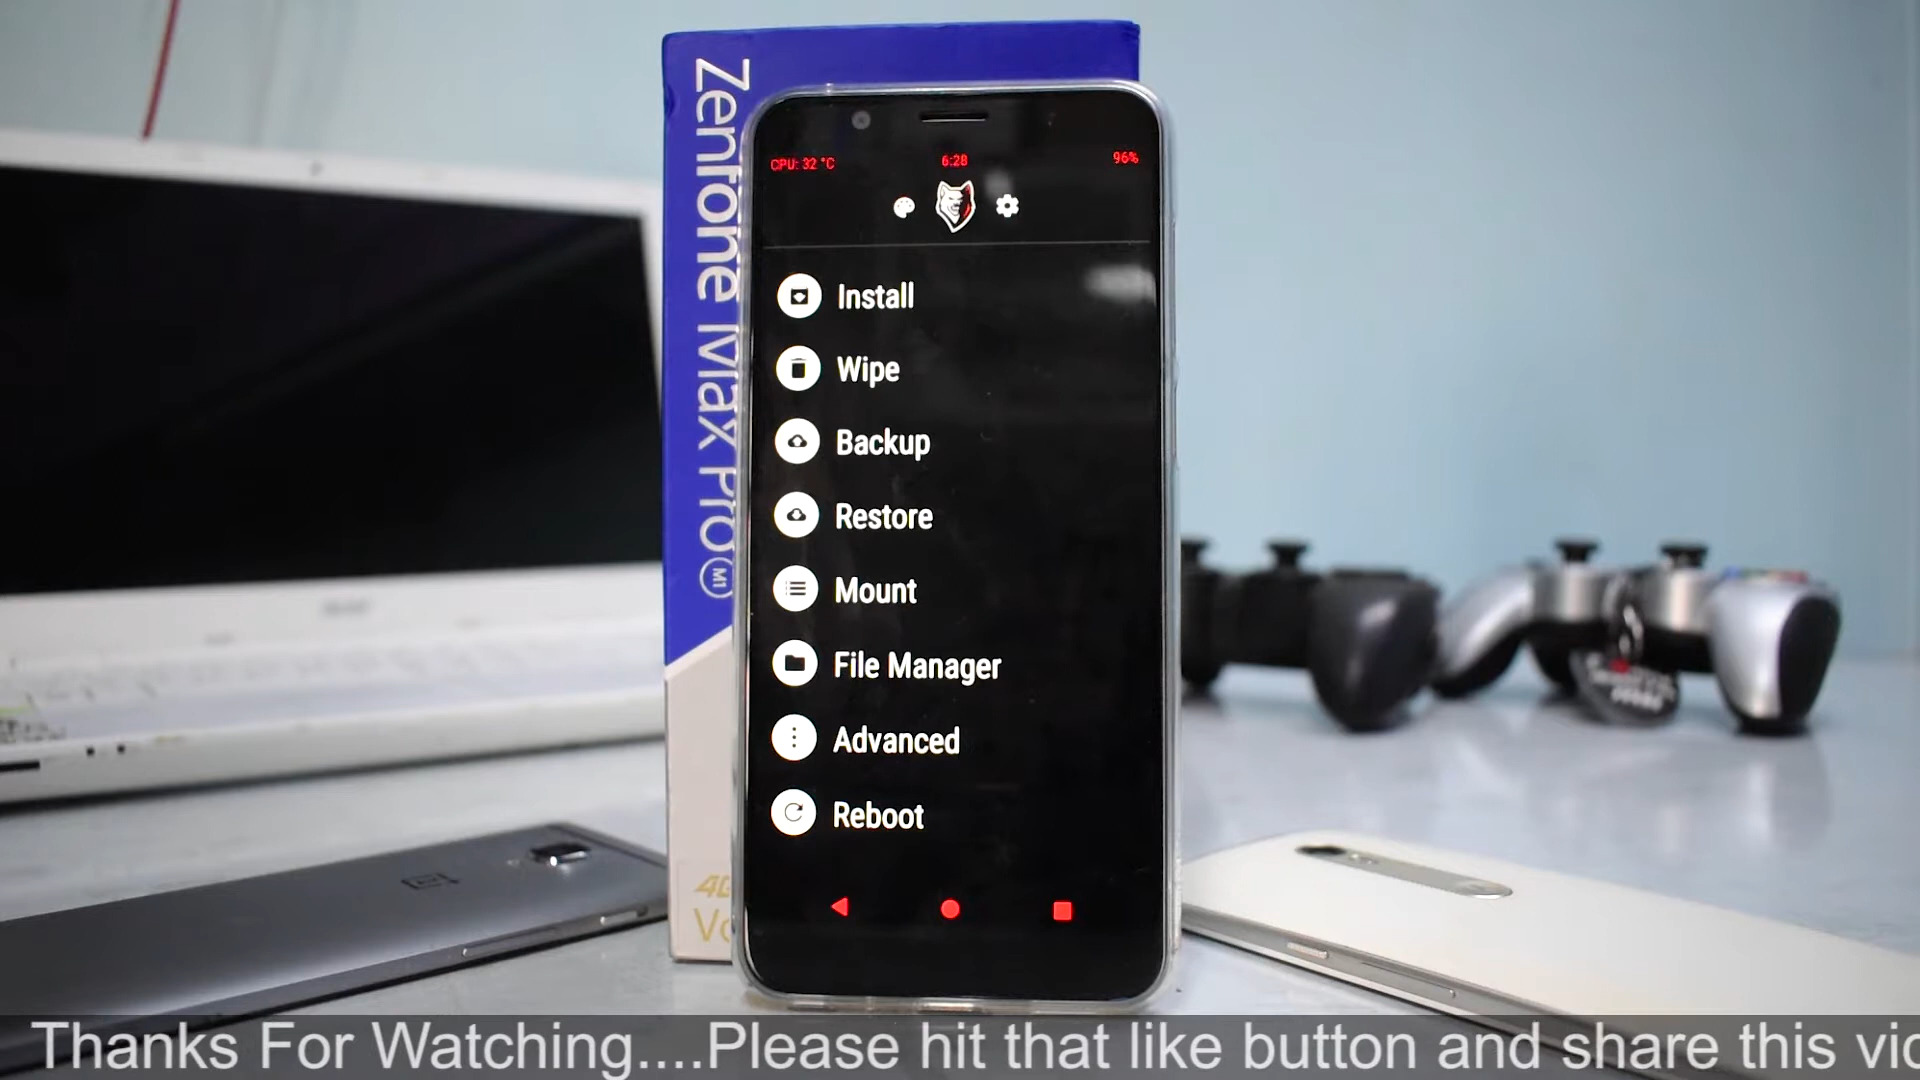 Zenfone Max Pro M1
CPU: 32 °C
6:28
96%
Install
Wipe
Backup
Restore
Mount
File Manager
Advanced
Reboot
4G
Thanks For Watching....Please hit that like button and share this vid